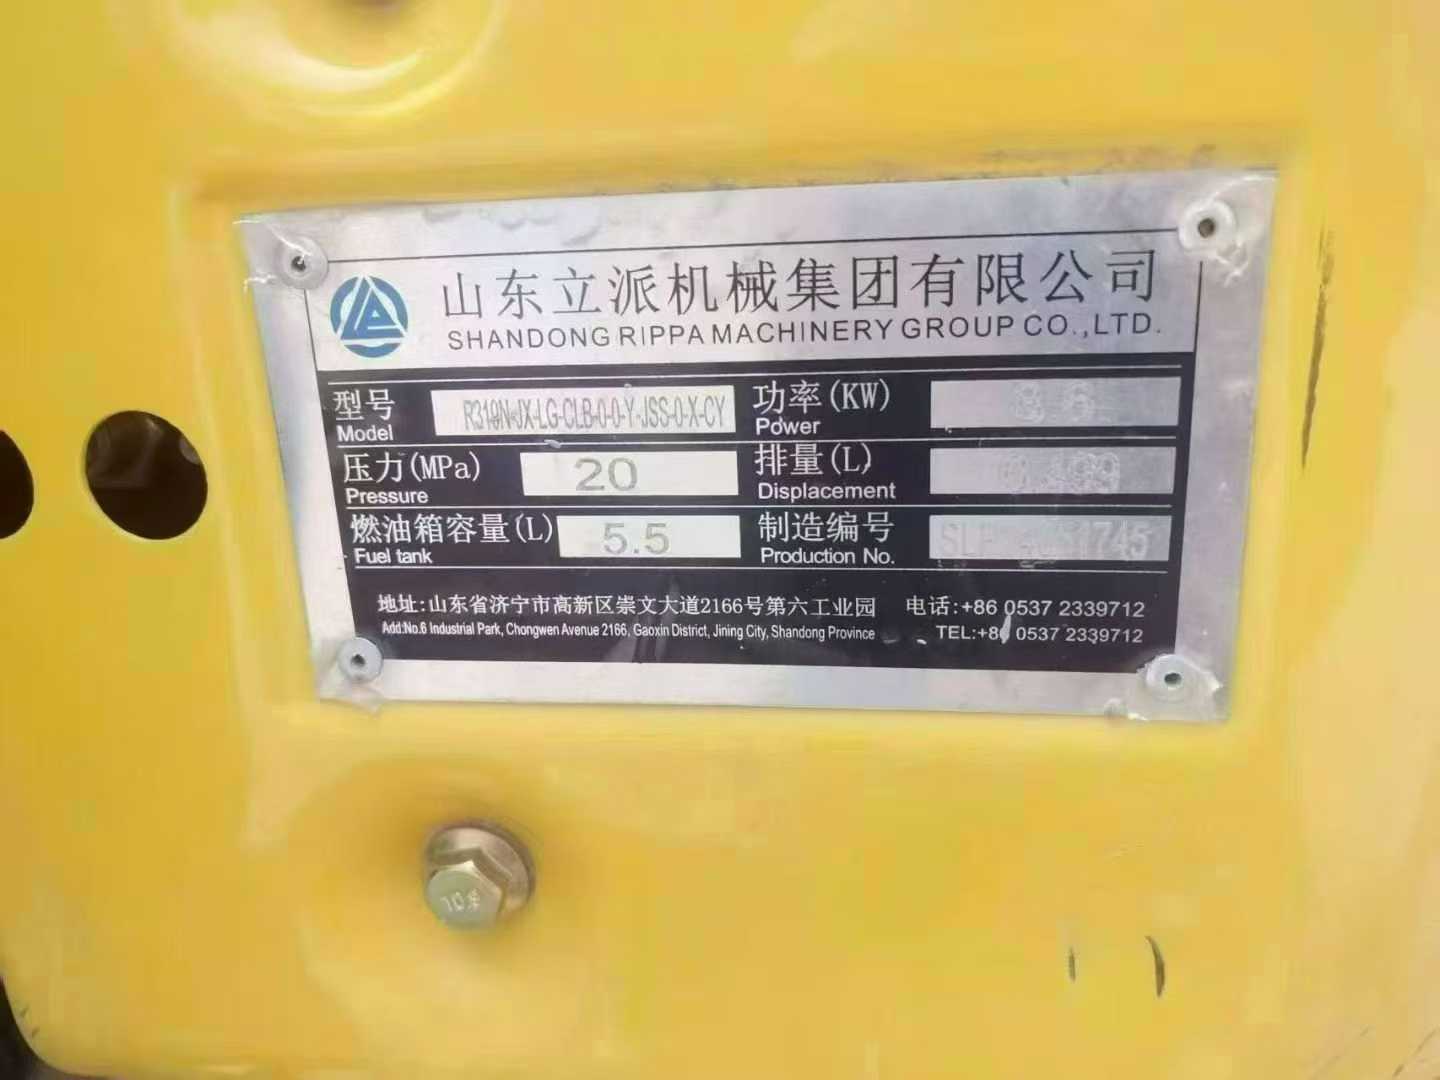 山东立派机械集团有限公司
SHANDONG RIPPA MACHINERY GROUP CO.,LTD.
型号 R319N-JX-LG-CLB-0-0-Y-JSS-0-X-CY 功率(KW)
Model Power
压力(MPa) 20 排量(L)
Pressure Displacement
燃油箱容量(L) 5.5 制造编号
Fuel tank Production No.
地址:山东省济宁市高新区崇文大道2166号第六工业园 电话:+86 0537 2339712
Add:No.6 Industrial Park, Chongwen Avenue 2166, Gaoxin District, Jining City, Shandong Province TEL:+86 0537 2339712